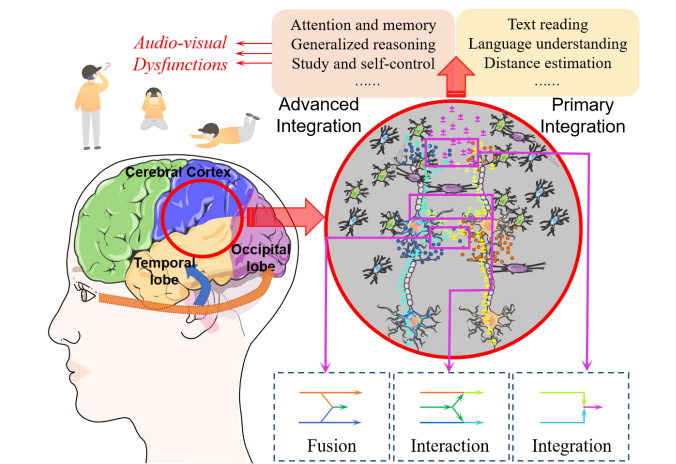 Audio-visual
Dysfunctions
Attention and memory
Generalized reasoning
Study and self-control
......
Text reading
Language understanding
Distance estimation
......
Advanced
Integration
Primary
Integration
?
Cerebral Cortex
Occipital
lobe
Temporal
lobe
Fusion
Interaction
Integration